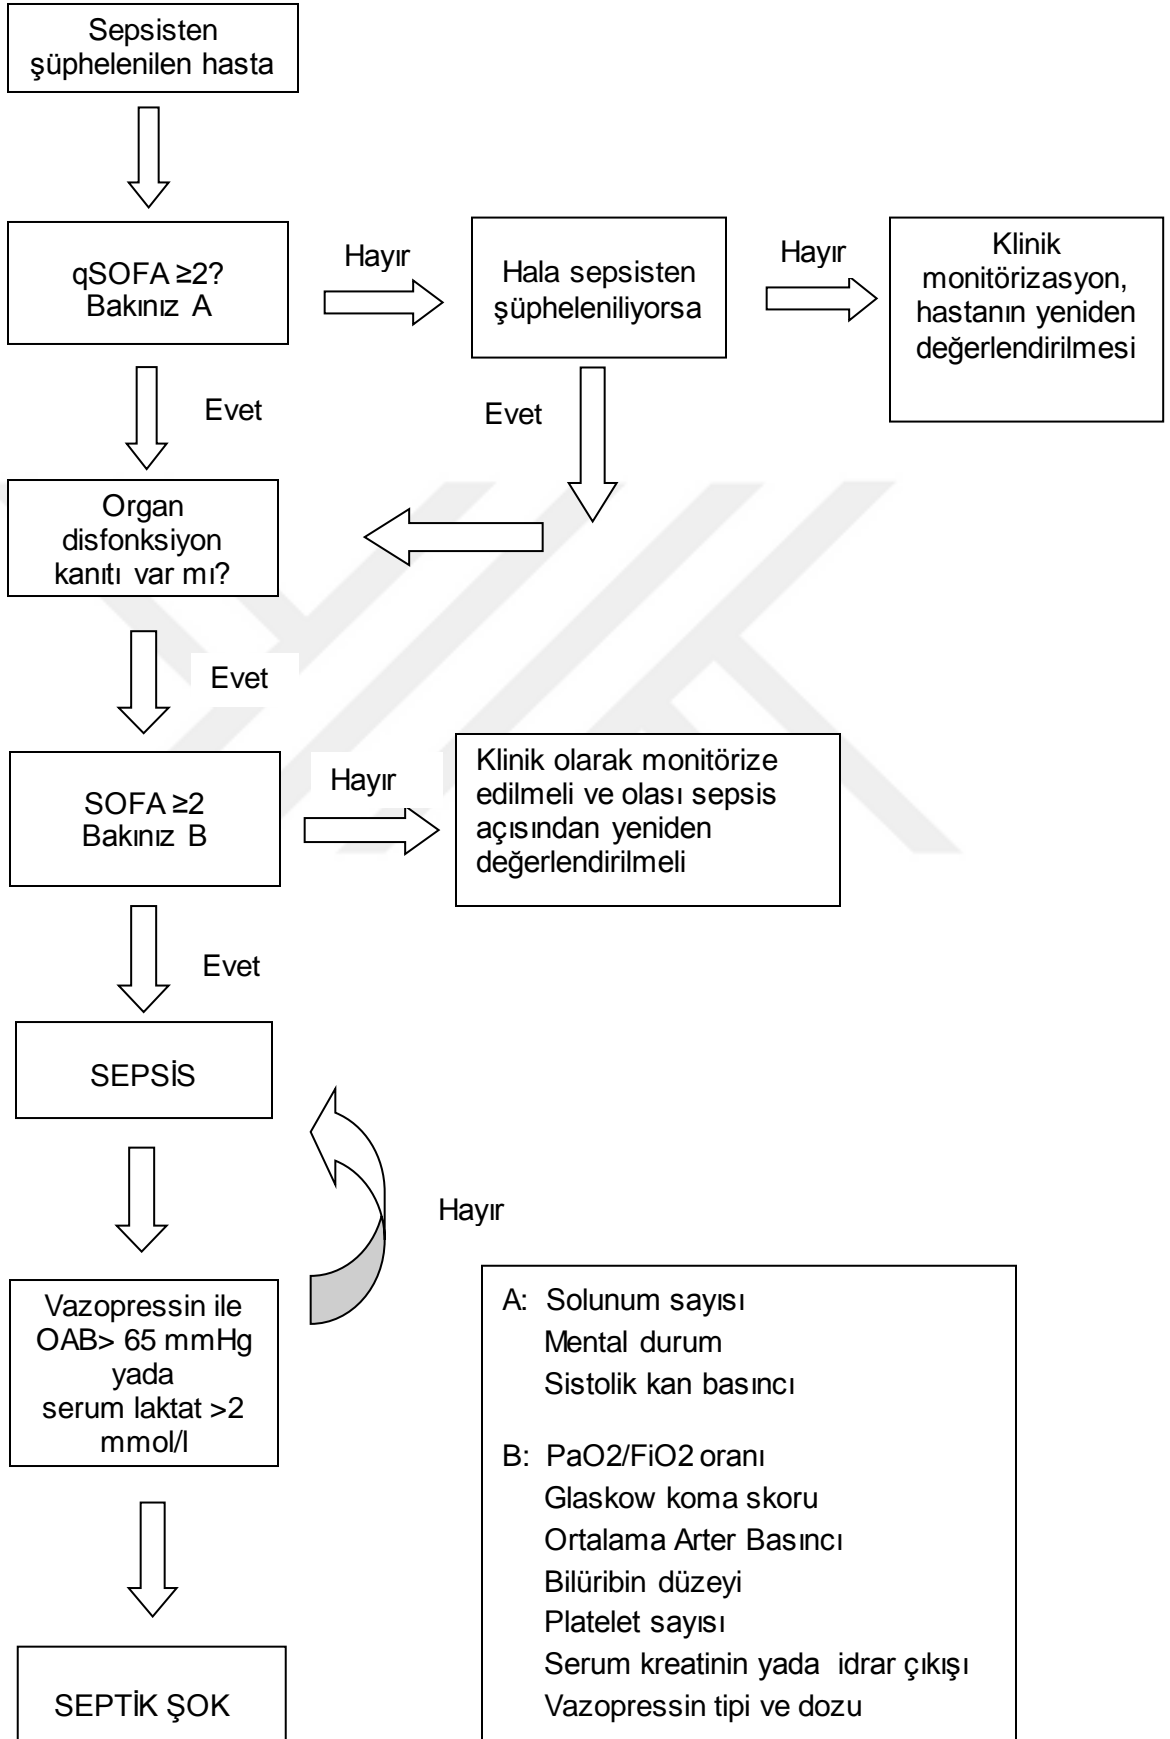 Sepsisten
şüphelenilen hasta
qSOFA ≥2?
Bakınız A
Hayır
Hala sepsisten
şüpheleniliyorsa
Hayır
Klinik
monitörizasyon,
hastanın yeniden
değerlendirilmesi
Evet
Evet
Organ
disfonksiyon
kanıtı var mı?
Evet
SOFA ≥2
Bakınız B
Hayır
Klinik olarak monitörize
edilmeli ve olası sepsis
açısından yeniden
değerlendirilmeli
Evet
SEPSİS
Hayır
Vazopressin ile
OAB> 65 mmHg
yada
serum laktat >2
mmol/l
SEPTİK ŞOK
A: Solunum sayısı
Mental durum
Sistolik kan basıncı
B: PaO2/FiO2 oranı
Glaskow koma skoru
Ortalama Arter Basıncı
Bilüribin düzeyi
Platelet sayısı
Serum kreatinin yada idrar çıkışı
Vazopressin tipi ve dozu